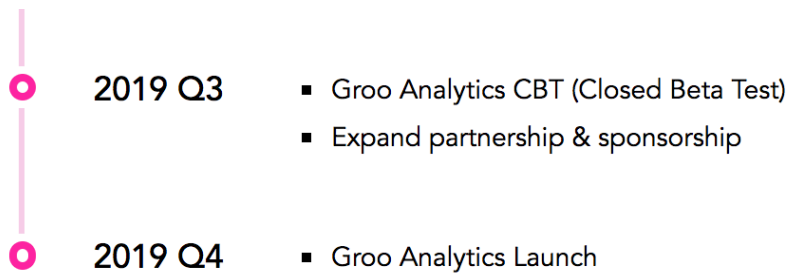 2019 Q3 ▪ Groo Analytics CBT (Closed Beta Test)
▪ Expand partnership & sponsorship
2019 Q4 ▪ Groo Analytics Launch